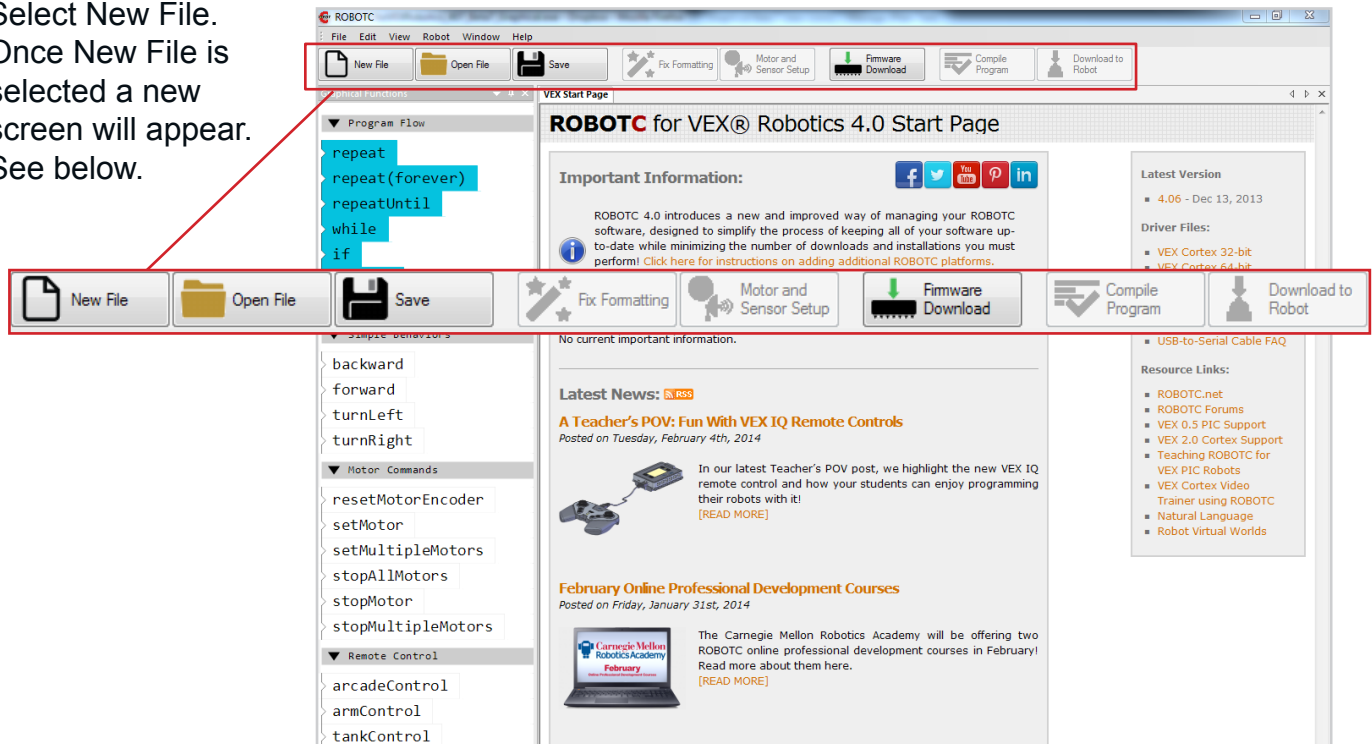 Select New File.
Once New File is
selected a new
screen will appear.
See below.
ROBOTC
File Edit View Robot Window Help
New File Open File Save Fix Formatting Motor and Sensor Setup Firmware Download Compile Program Download to Robot
Graphical Functions
VEX Start Page
▼ Program Flow
repeat
repeat(forever)
repeatUntil
while
if
New File Open File Save Fix Formatting Motor and Sensor Setup Firmware Download Compile Program Download to Robot
▼ Simple Behaviors
backward
forward
turnLeft
turnRight
▼ Motor Commands
resetMotorEncoder
setMotor
setMultipleMotors
stopAllMotors
stopMotor
stopMultipleMotors
▼ Remote Control
arcadeControl
armControl
tankControl
ROBOTC for VEX® Robotics 4.0 Start Page
Important Information:
You Tube
in
ROBOTC 4.0 introduces a new and improved way of managing your ROBOTC
software, designed to simplify the process of keeping all of your software up-
to-date while minimizing the number of downloads and installations you must
perform! Click here for instructions on adding additional ROBOTC platforms.
No current important information.
Latest News: RSS
A Teacher's POV: Fun With VEX IQ Remote Controls
Posted on Tuesday, February 4th, 2014
In our latest Teacher's POV post, we highlight the new VEX IQ
remote control and how your students can enjoy programming
their robots with it!
[READ MORE]
February Online Professional Development Courses
Posted on Friday, January 31st, 2014
Carnegie Mellon
Robotics Academy
February
The Carnegie Mellon Robotics Academy will be offering two
ROBOTC online professional development courses in February!
Read more about them here.
[READ MORE]
Latest Version
4.06 - Dec 13, 2013
Driver Files:
VEX Cortex 32-bit
VEX Cortex 64-bit
USB-to-Serial Cable FAQ
Resource Links:
ROBOTC.net
ROBOTC Forums
VEX 0.5 PIC Support
VEX 2.0 Cortex Support
Teaching ROBOTC for
VEX PIC Robots
VEX Cortex Video
Trainer using ROBOTC
Natural Language
Robot Virtual Worlds